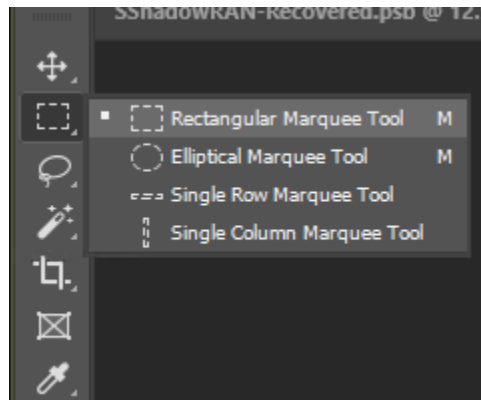 SShadowRAN-Recovered.psb @ 12.
Rectangular Marquee Tool M
Elliptical Marquee Tool M
Single Row Marquee Tool
Single Column Marquee Tool